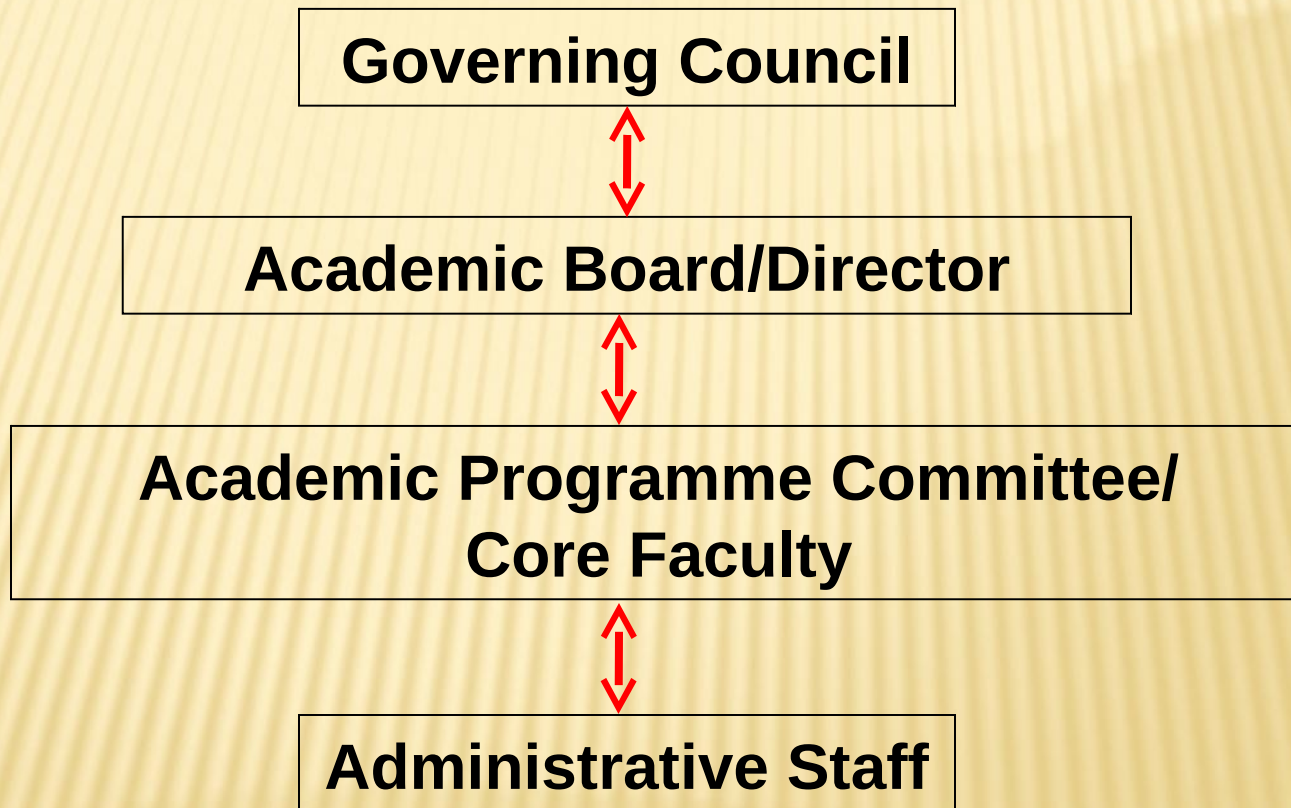 Governing Council
Academic Board/Director
Academic Programme Committee/
Core Faculty
Administrative Staff